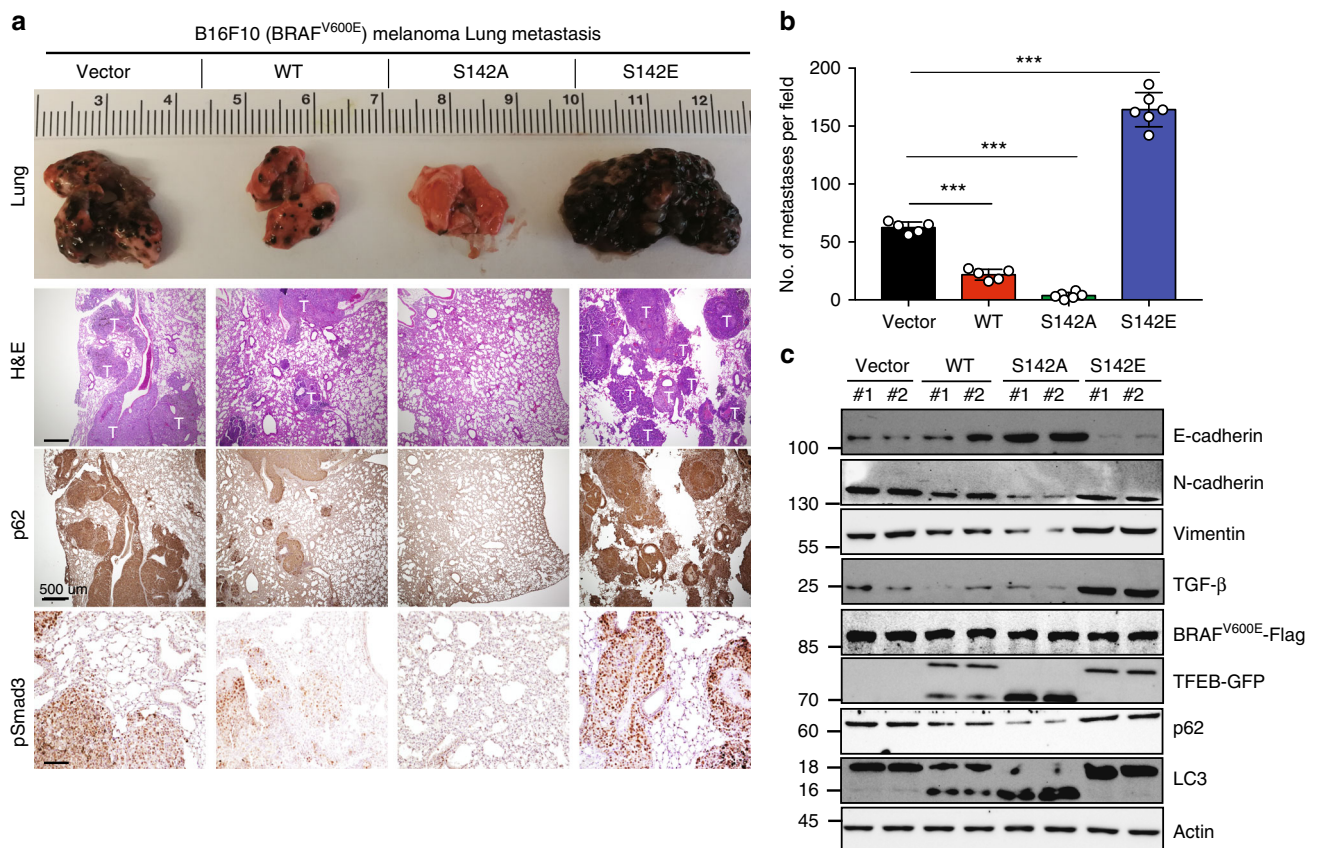 a
B16F10 (BRAFV600E) melanoma Lung metastasis
Vector WT S142A S142E
3 4 5 6 7 8 9 10 11 12
Lung
H&E
T T T T T T T T T T T T T
p62
500 um
pSmad3
b
No. of metastases per field
200
150
100
50
0
***
***
***
Vector WT S142A S142E
c
Vector WT S142A S142E
#1 #2 #1 #2 #1 #2 #1 #2
100 E-cadherin
130 N-cadherin
55 Vimentin
25 TGF-β
85 BRAFV600E-Flag
70 TFEB-GFP
60 p62
18
16 LC3
45 Actin